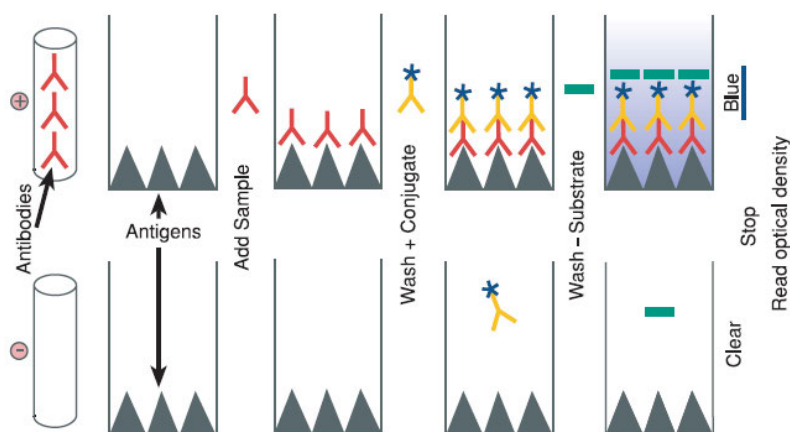 +
Antibodies
Antigens
Add Sample
Wash + Conjugate
Wash – Substrate
Blue
Stop
Read optical density
-
Clear